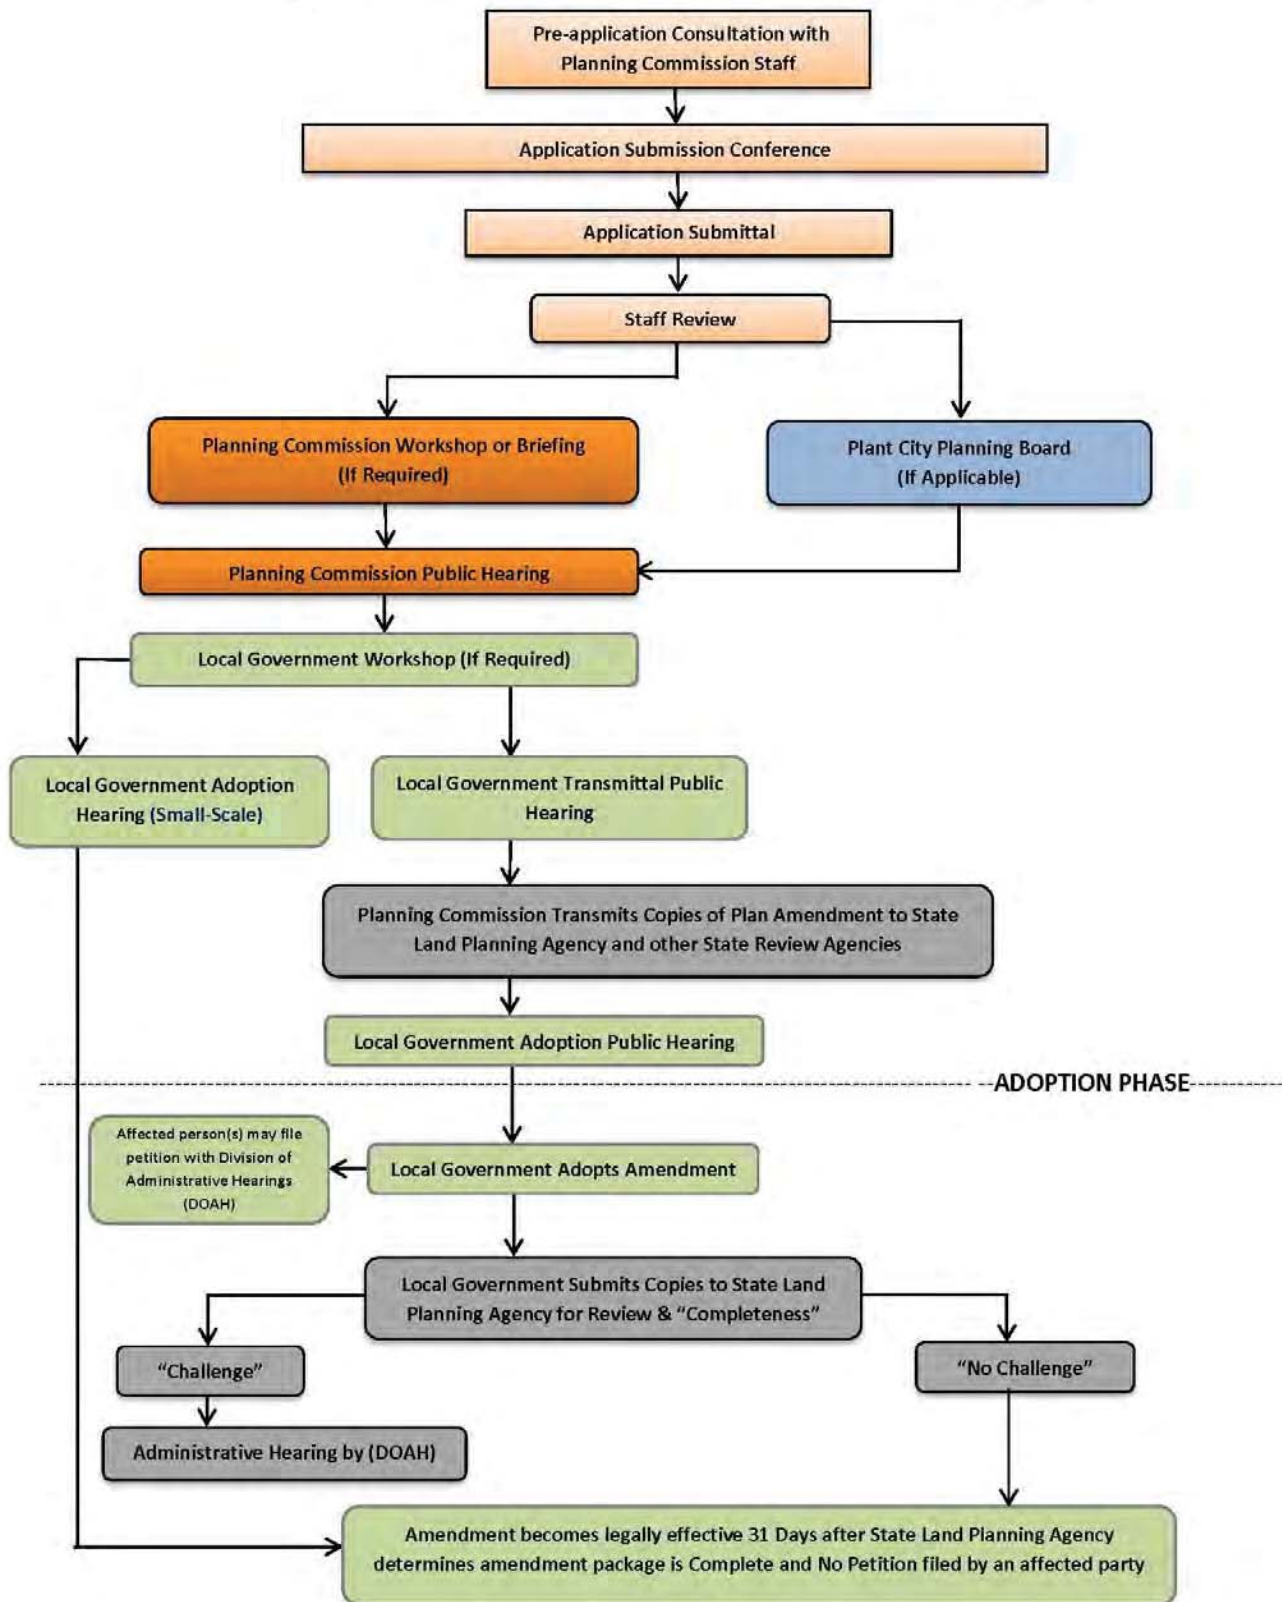 Pre-application Consultation with
Planning Commission Staff
Application Submission Conference
Application Submittal
Staff Review
Planning Commission Workshop or Briefing
(If Required)
Plant City Planning Board
(If Applicable)
Planning Commission Public Hearing
Local Government Workshop (If Required)
Local Government Adoption
Hearing (Small-Scale)
Local Government Transmittal Public
Hearing
Planning Commission Transmits Copies of Plan Amendment to State
Land Planning Agency and other State Review Agencies
Local Government Adoption Public Hearing
ADOPTION PHASE
Affected person(s) may file
petition with Division of
Administrative Hearings
(DOAH)
Local Government Adopts Amendment
Local Government Submits Copies to State Land
Planning Agency for Review & “Completeness”
“Challenge”
“No Challenge”
Administrative Hearing by (DOAH)
Amendment becomes legally effective 31 Days after State Land Planning Agency
determines amendment package is Complete and No Petition filed by an affected party